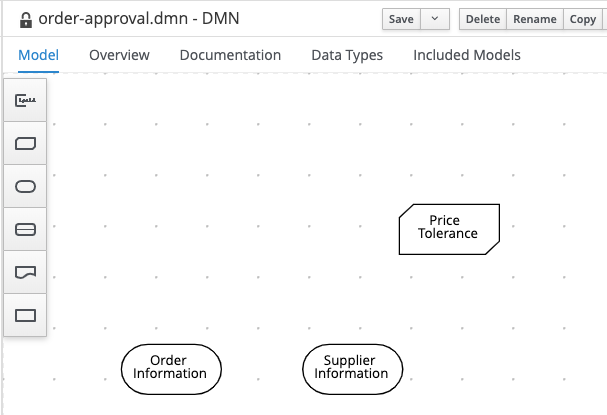 order-approval.dmn - DMN
Save
Delete
Rename
Copy
Model
Overview
Documentation
Data Types
Included Models
Price
Tolerance
Order
Information
Supplier
Information